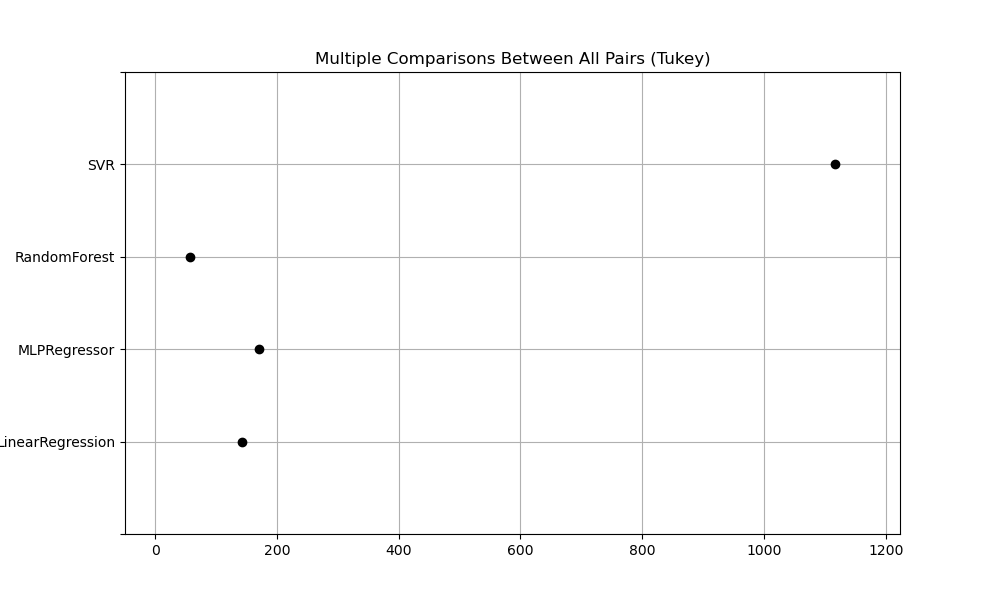 Multiple Comparisons Between All Pairs (Tukey)
SVR
RandomForest
MLPRegressor
LinearRegression
0 200 400 600 800 1000 1200